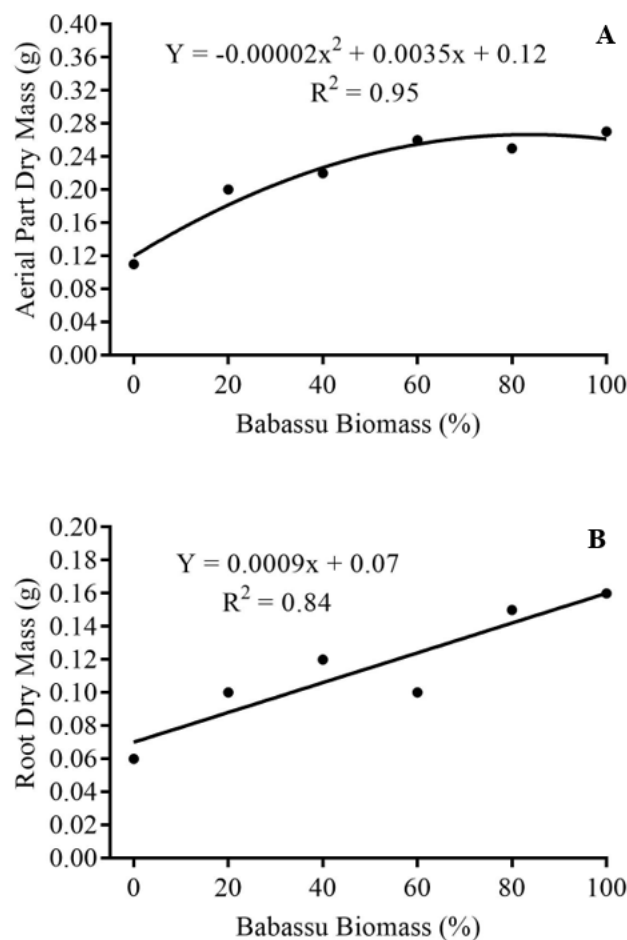 A
Y = -0.00002x² + 0.0035x + 0.12
R² = 0.95
Aerial Part Dry Mass (g)
0.40
0.36
0.32
0.28
0.24
0.20
0.16
0.12
0.08
0.04
0.00
0 20 40 60 80 100
Babassu Biomass (%)
B
Y = 0.0009x + 0.07
R² = 0.84
Root Dry Mass (g)
0.20
0.18
0.16
0.14
0.12
0.10
0.08
0.06
0.04
0.02
0.00
0 20 40 60 80 100
Babassu Biomass (%)